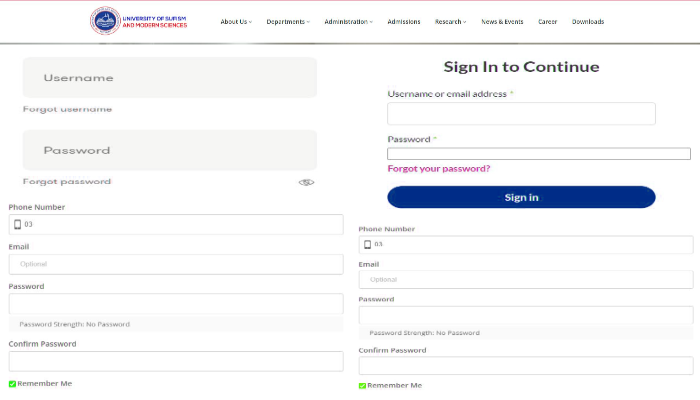 UNIVERSITY OF SUFISM
AND MODERN SCIENCES
About Us Departments Administration Admissions Research News & Events Career Downloads
Username
Forgot username
Password
Forgot password
Phone Number
03
Email
Optional
Password
Password Strength: No Password
Confirm Password
Remember Me
Sign In to Continue
Username or email address *
Password *
Forgot your password?
Sign in
Phone Number
03
Email
Optional
Password
Password Strength: No Password
Confirm Password
Remember Me